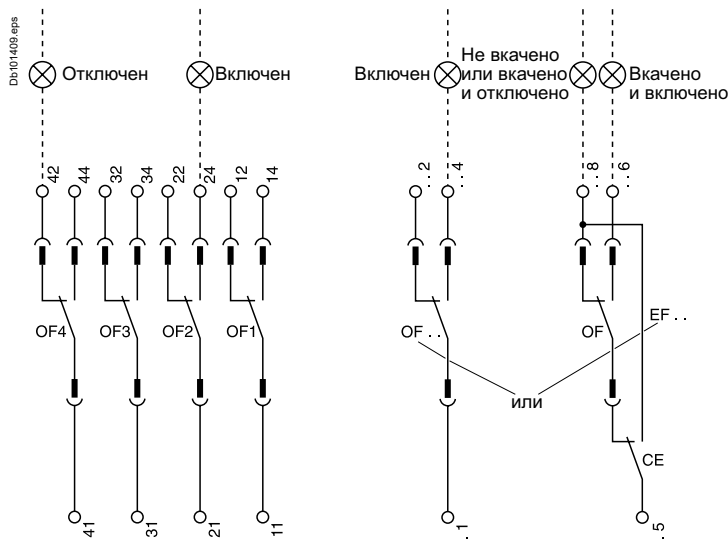 Db101409.eps
Отключен
Включен
Включен
Не вкачено
или вкачено
и отключено
Вкачено
и включено
42
44
32
34
22
24
12
14
. . 2
. . 4
. . 8
. . 6
OF4
OF3
OF2
OF1
OF . .
OF
EF . .
или
CE
41
31
21
11
. . 1
. . 5